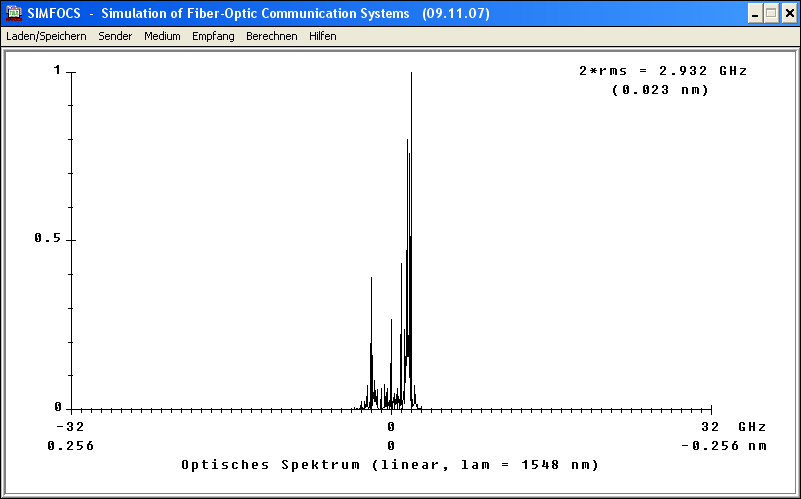 SIMFOCS - Simulation of Fiber-Optic Communication Systems (09.11.07)
Laden/Speichern Sender Medium Empfang Berechnen Hilfen
1
2*rms = 2.932 GHz
(0.023 nm)
0.5
0
-32 0 32 GHz
0.256 0 -0.256 nm
Optisches Spektrum (linear, lam = 1548 nm)